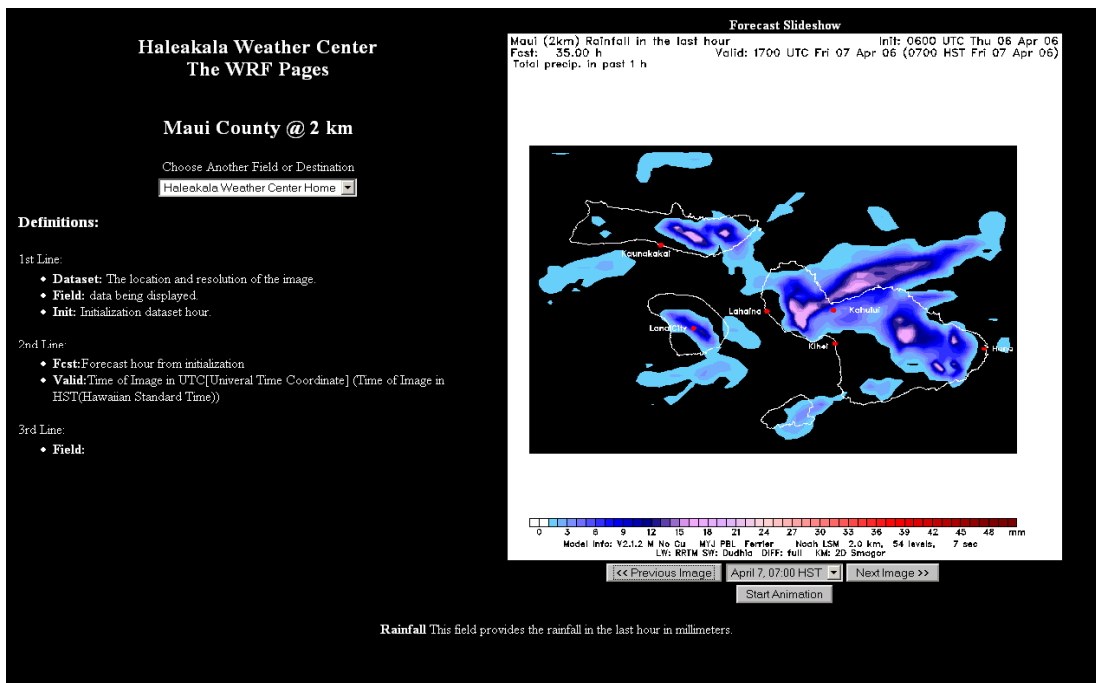 Haleakala Weather Center
The WRF Pages
Maui County @ 2 km
Choose Another Field or Destination
Haleakala Weather Center Home
Definitions:
1st Line:
Dataset: The location and resolution of the image.
Field: data being displayed.
Init: Initialization dataset hour.
2nd Line:
Fcst:Forecast hour from initialization
Valid:Time of Image in UTC[Univeral Time Coordinate] (Time of Image in
HST(Hawaiian Standard Time))
3rd Line:
Field:
Forecast Slideshow
Maui (2km) Rainfall in the last hour Init: 0600 UTC Thu 06 Apr 06
Fcst: 35.00 h Valid: 1700 UTC Fri 07 Apr 06 (0700 HST Fri 07 Apr 06)
Total precip. in past 1 h
Kaunakakai
Lahaina
Kahului
Lanai City
Kihei
Hana
0 3 6 9 12 15 18 21 24 27 30 33 36 39 42 45 48 mm
Model Info: V2.1.2 M No Cu MYJ PBL Ferrier Noah LSM 2.0 km, 54 levels, 7 sec
LW: RRTM SW: Dudhia DIFF: full KM: 2D Smagor
<< Previous Image April 7, 07:00 HST Next Image >>
Start Animation
Rainfall This field provides the rainfall in the last hour in millimeters.